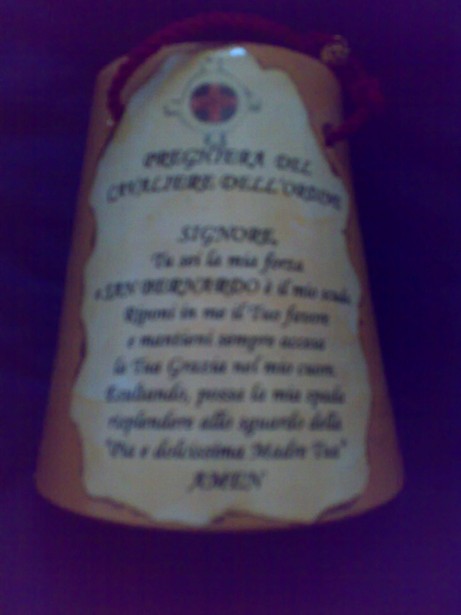 PREGHIERA DEL
CAVALIERE DELL'ORDINE
SIGNORE,
Tu sei la mia forza
e SAN BERNARDO è il mio scudo.
Riponi in me il Tuo favore
e mantieni sempre accesa
la Tua Grazia nel mio cuore.
Esultando, possa la mia spada
risplendere allo sguardo della
"Pia e dolcissima Madre Tua"
AMEN